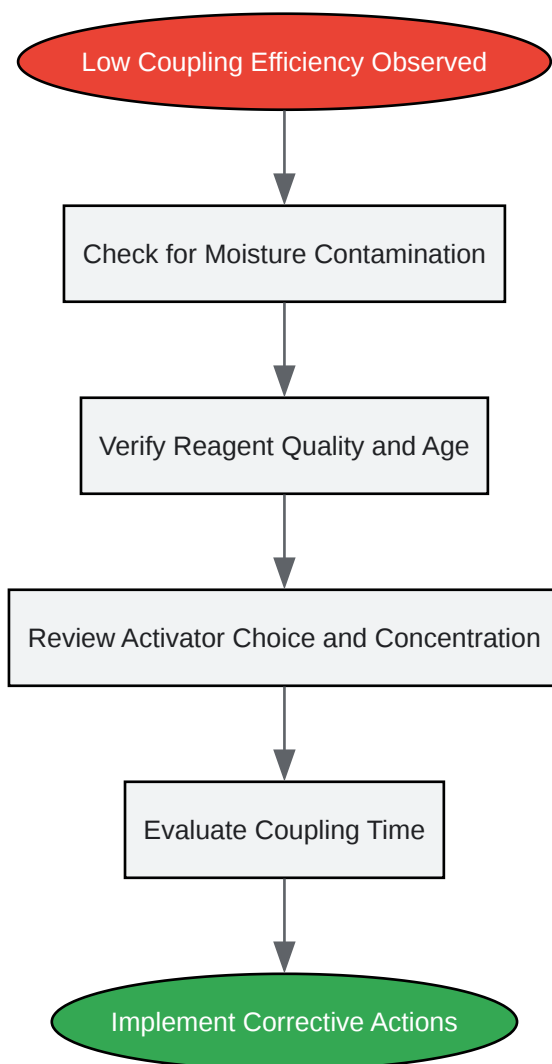 Low Coupling Efficiency Observed
Check for Moisture Contamination
Verify Reagent Quality and Age
Review Activator Choice and Concentration
Evaluate Coupling Time
Implement Corrective Actions